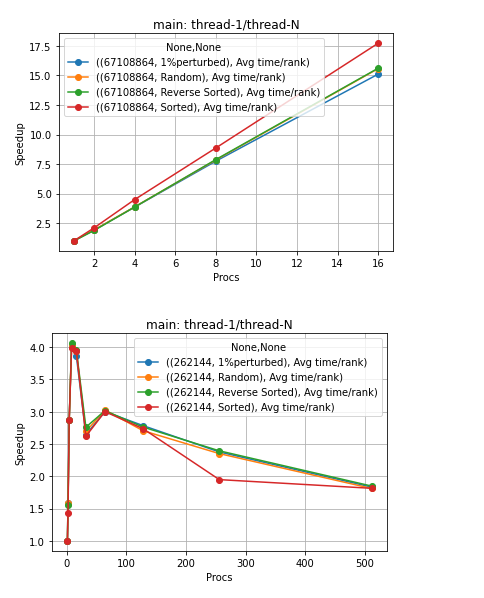 main: thread-1/thread-N
None,None
((67108864, 1%perturbed), Avg time/rank)
((67108864, Random), Avg time/rank)
((67108864, Reverse Sorted), Avg time/rank)
((67108864, Sorted), Avg time/rank)
17.5
15.0
12.5
10.0
7.5
5.0
2.5
Speedup
2 4 6 8 10 12 14 16
Procs
main: thread-1/thread-N
None,None
((262144, 1%perturbed), Avg time/rank)
((262144, Random), Avg time/rank)
((262144, Reverse Sorted), Avg time/rank)
((262144, Sorted), Avg time/rank)
4.0
3.5
3.0
2.5
2.0
1.5
1.0
Speedup
0 100 200 300 400 500
Procs